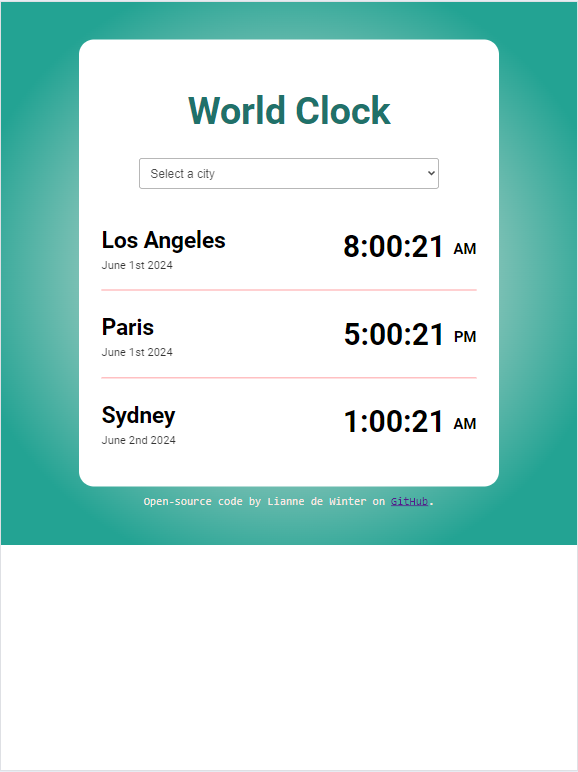 World Clock
Select a city
Los Angeles
8:00:21 AM
June 1st 2024
Paris
5:00:21 PM
June 1st 2024
Sydney
1:00:21 AM
June 2nd 2024
Open-source code by Lianne de Winter on GitHub.